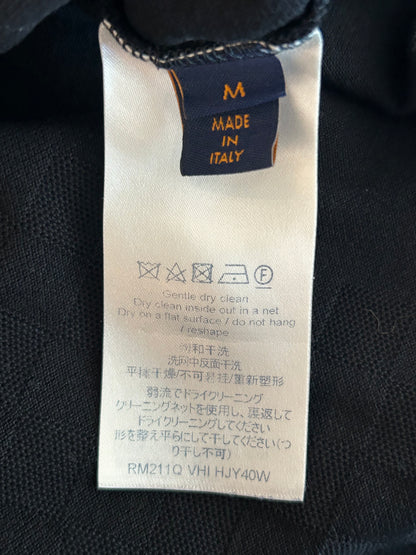 M
MADE
IN
ITALY
F
Gentle dry clean
Dry clean inside out in a net
Dry on a flat surface / do not hang
/ reshape
和干洗
洗网中反面干洗
平摊干燥/不可悬挂/重新塑形
弱流でドライクリーニング
クリーニングネットを使用し、裏返して
ドライクリーニングしてください
形を整え平らにして干してください(つ
り干し不可)
RM211Q VHI HJY40W